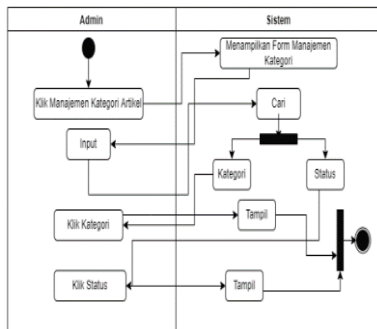 Admin
Sistem
Menampilkan Form Manajemen
Kategori
Klik Manajemen Kategori Artikel
Cari
Input
Kategori
Status
Klik Kategori
Tampil
Klik Status
Tampil